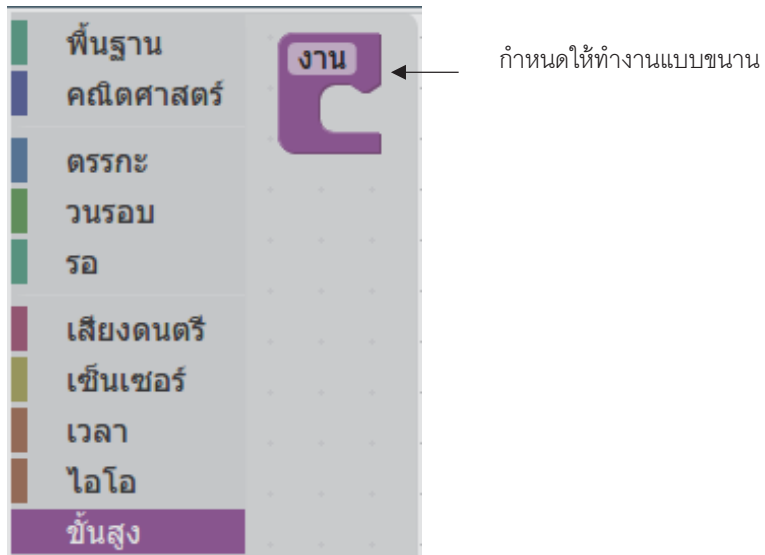 พื้นฐาน
คณิตศาสตร์
ตรรกะ
วนรอบ
รอ
เสียงดนตรี
เซ็นเซอร์
เวลา
ไอโอ
ขั้นสูง
งาน
กำหนดให้ทำงานแบบขนาน